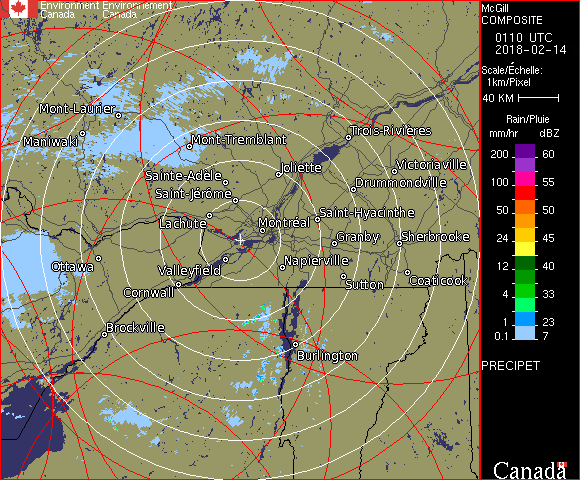 Environment Environnement
Canada Canada
McGill
COMPOSITE
0110 UTC
2018-02-14
Scale/Échelle:
1km/Pixel
40 KM
Rain/Pluie
mm/hr dBZ
200 60
55
100 55
50 50
24 45
12 40
4 33
1 23
0.1 7
PRECIPET
Canada
Mont-Laurier
Maniwaki
Mont-Tremblant
Trois-Rivières
Joliette
Victoriaville
Sainte-Adèle
Drummondville
Saint-Jérôme
Lachute
Montréal
Saint-Hyacinthe
Granby
Sherbrooke
Ottawa
Valleyfield
Napierville
Cornwall
Sutton
Coaticook
Brockville
Burlington